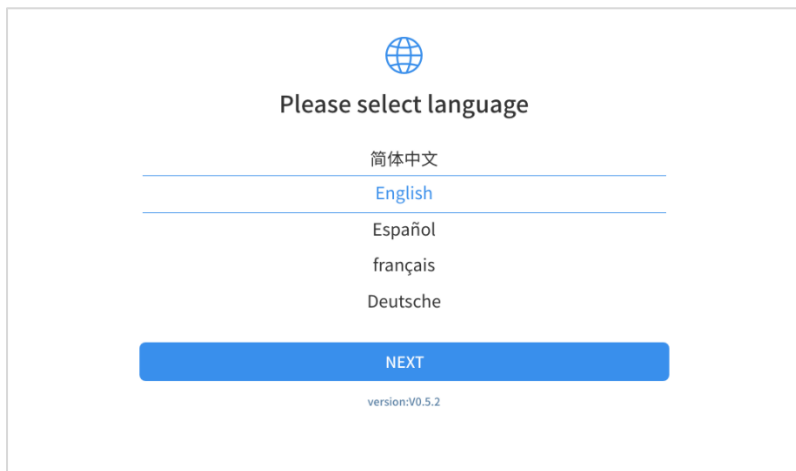 Please select language
简体中文
English
Español
français
Deutsche
NEXT
version:V0.5.2